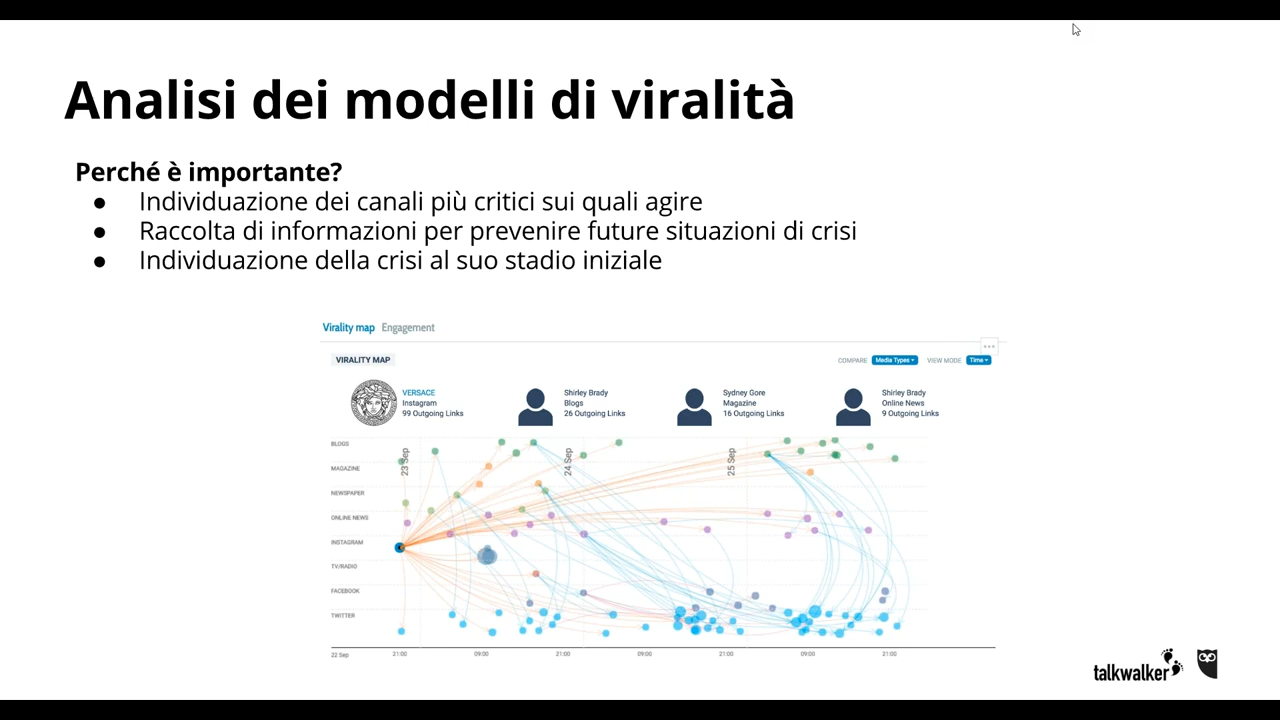 Analisi dei modelli di viralità
Perché è importante?
● Individuazione dei canali più critici sui quali agire
● Raccolta di informazioni per prevenire future situazioni di crisi
● Individuazione della crisi al suo stadio iniziale
Virality map Engagement
VIRALITY MAP
COMPARE Media Types VIEW MODE Time
VERSACE
Instagram
99 Outgoing Links
Shirley Brady
Blogs
26 Outgoing Links
Sydney Gore
Magazine
16 Outgoing Links
Shirley Brady
Online News
9 Outgoing Links
23 Sep
24 Sep
25 Sep
BLOGS
MAGAZINE
NEWSPAPER
ONLINE NEWS
INSTAGRAM
TV/RADIO
FACEBOOK
TWITTER
22 Sep 21:00 09:00 21:00 09:00 21:00 09:00 21:00
talkwalker